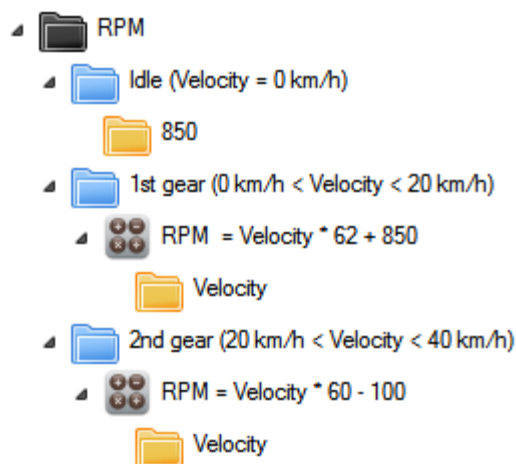 RPM
Idle (Velocity = 0 km/h)
850
1st gear (0 km/h < Velocity < 20 km/h)
RPM = Velocity * 62 + 850
Velocity
2nd gear (20 km/h < Velocity < 40 km/h)
RPM = Velocity * 60 - 100
Velocity